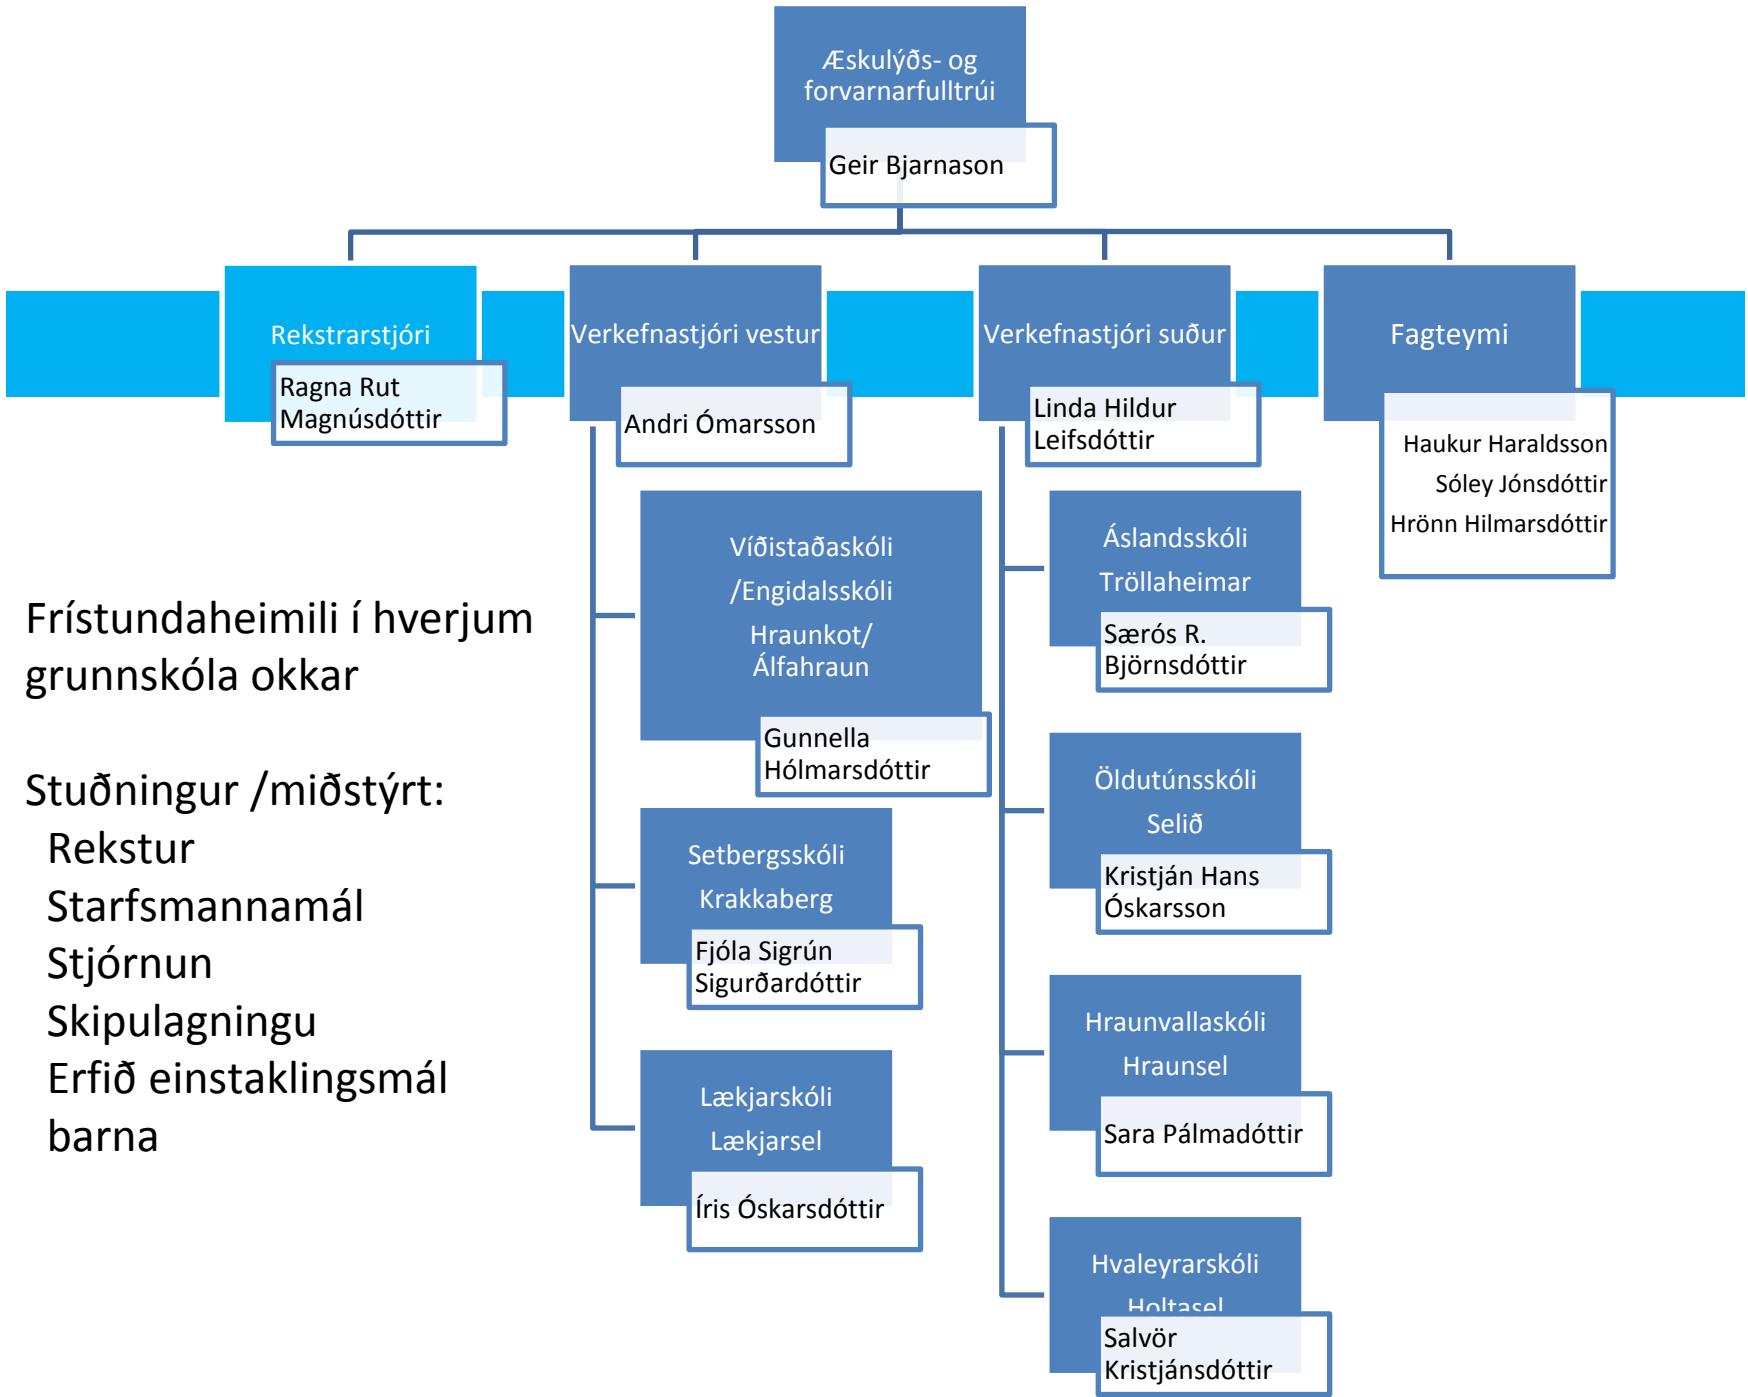 Æskulýðs- og
forvarnarfulltrúi
Geir Bjarnason
Rekstrarstjóri
Ragna Rut
Magnúsdóttir
Verkefnastjóri vestur
Andri Ómarsson
Verkefnastjóri suður
Linda Hildur
Leifsdóttir
Fagteymi
Haukur Haraldsson
Sóley Jónsdóttir
Hrönn Hilmarsdóttir
Frístundaheimili í hverjum
grunnskóla okkar
Stuðningur /miðstýrt:
Rekstur
Starfsmannamál
Stjórnun
Skipulagningu
Erfið einstaklingsmál
barna
Víðistaðaskóli
/Engidalsskóli
Hraunkot/
Álfahraun
Gunnella
Hólmarsdóttir
Setbergsskóli
Krakkaberg
Fjóla Sigrún
Sigurðardóttir
Lækjarskóli
Lækjarsel
Íris Óskarsdóttir
Áslandsskóli
Tröllaheimar
Særós R.
Björnsdóttir
Öldutúnsskóli
Selið
Kristján Hans
Óskarsson
Hraunvallaskóli
Hraunsel
Sara Pálmadóttir
Hvaleyrarskóli
Holtasel
Salvör
Kristjánsdóttir